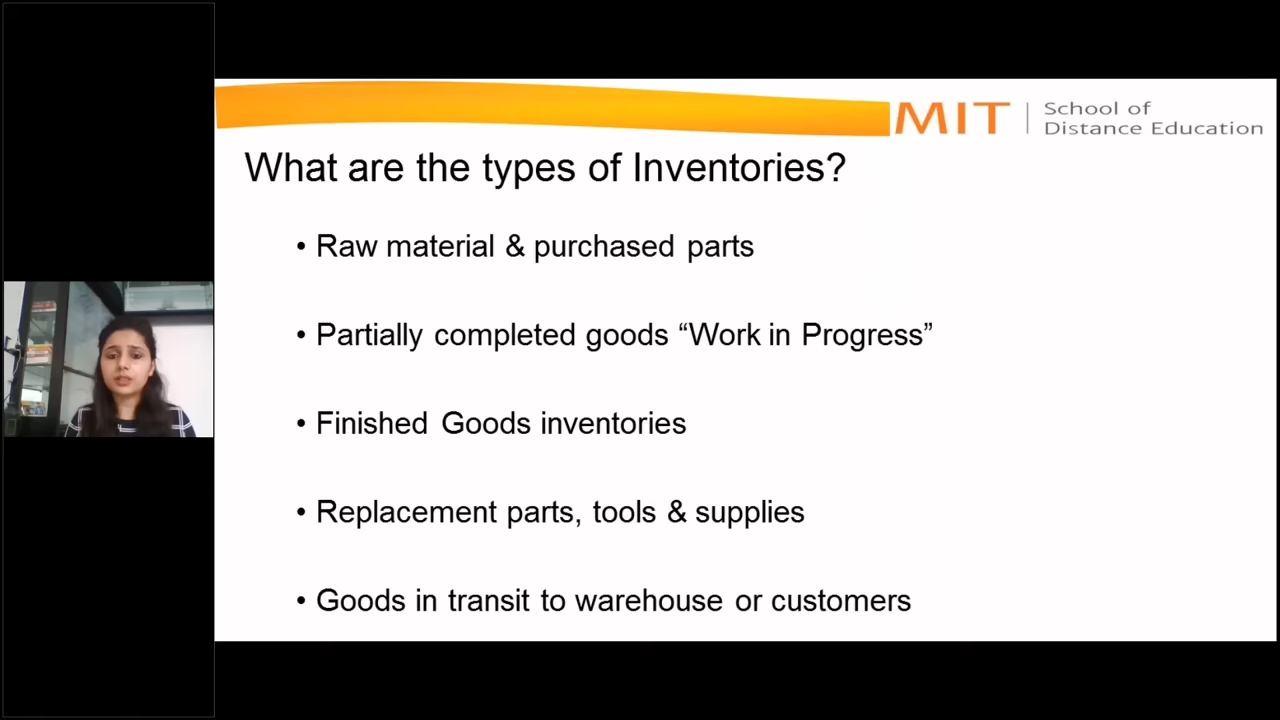 MIT
School of
Distance Education
What are the types of Inventories?
• Raw material & purchased parts
• Partially completed goods “Work in Progress”
• Finished Goods inventories
• Replacement parts, tools & supplies
• Goods in transit to warehouse or customers